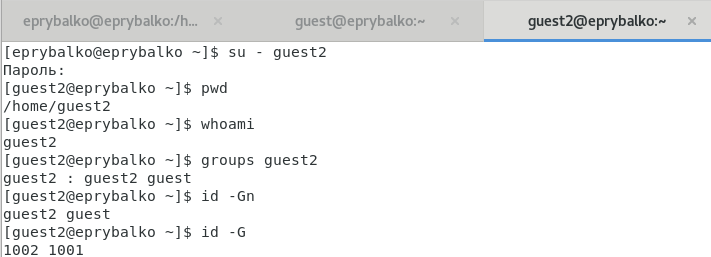 eprybalko@eprybalko:/h... × guest@eprybalko:~ × guest2@eprybalko:~ ×
[eprybalko@eprybalko ~]$ su - guest2
Пароль:
[guest2@eprybalko ~]$ pwd
/home/guest2
[guest2@eprybalko ~]$ whoami
guest2
[guest2@eprybalko ~]$ groups guest2
guest2 : guest2 guest
[guest2@eprybalko ~]$ id -Gn
guest2 guest
[guest2@eprybalko ~]$ id -G
1002 1001